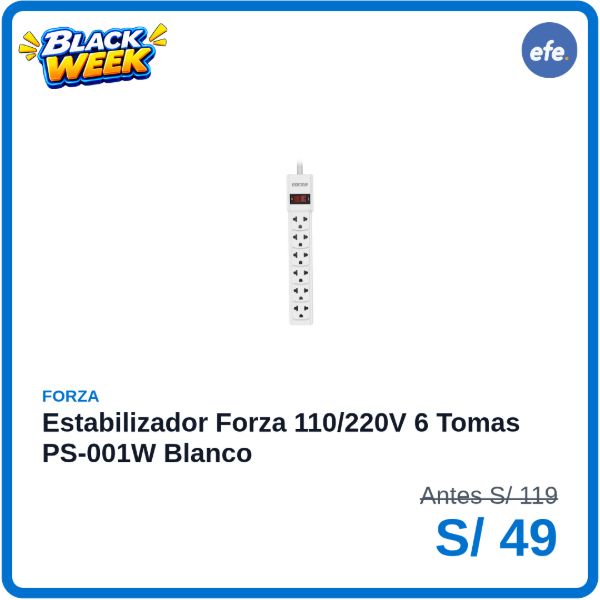 BLACK
WEEK
efe.
FORZA
Estabilizador Forza 110/220V 6 Tomas
PS-001W Blanco
Antes S/ 119
S/ 49